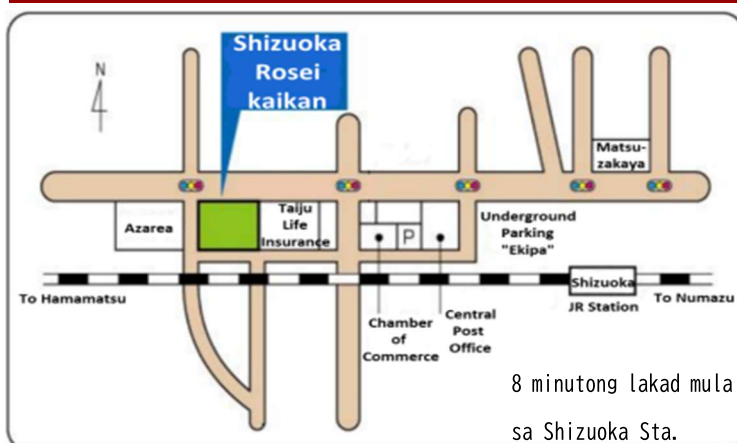 Shizuoka
Rosei
kaikan
N
Matsu-
zakaya
Azarea
Taiju
Life
Insurance
P
Underground
Parking
"Ekipa"
To Hamamatsu
Shizuoka
JR Station
To Numazu
Chamber
of
Commerce
Central
Post
Office
8 minutong lakad mula
sa Shizuoka Sta.